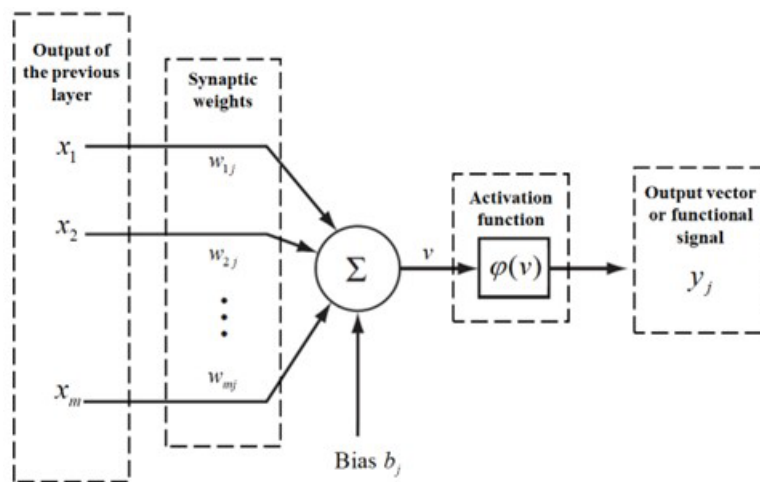 Output of
the previous
layer
x₁
x₂
xₘ
Synaptic
weights
w₁ⱼ
w₂ⱼ
wₘⱼ
Σ
Bias bⱼ
v
Activation
function
φ(v)
Output vector
or functional
signal
yⱼ